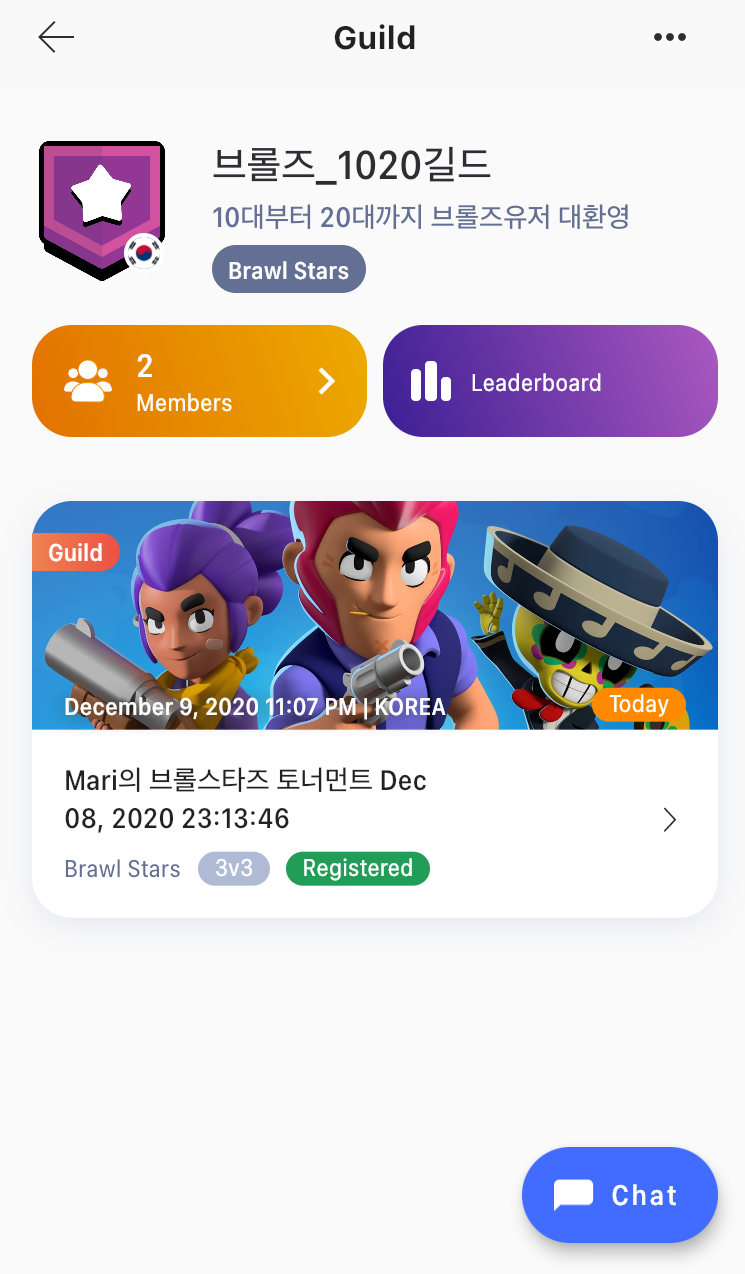 Guild
브롤즈_1020길드
10대부터 20대까지 브롤즈유저 대환영
Brawl Stars
2
Members
Leaderboard
Guild
December 9, 2020 11:07 PM | KOREA
Today
Mari의 브롤스타즈 토너먼트 Dec
08, 2020 23:13:46
Brawl Stars 3v3 Registered
Chat